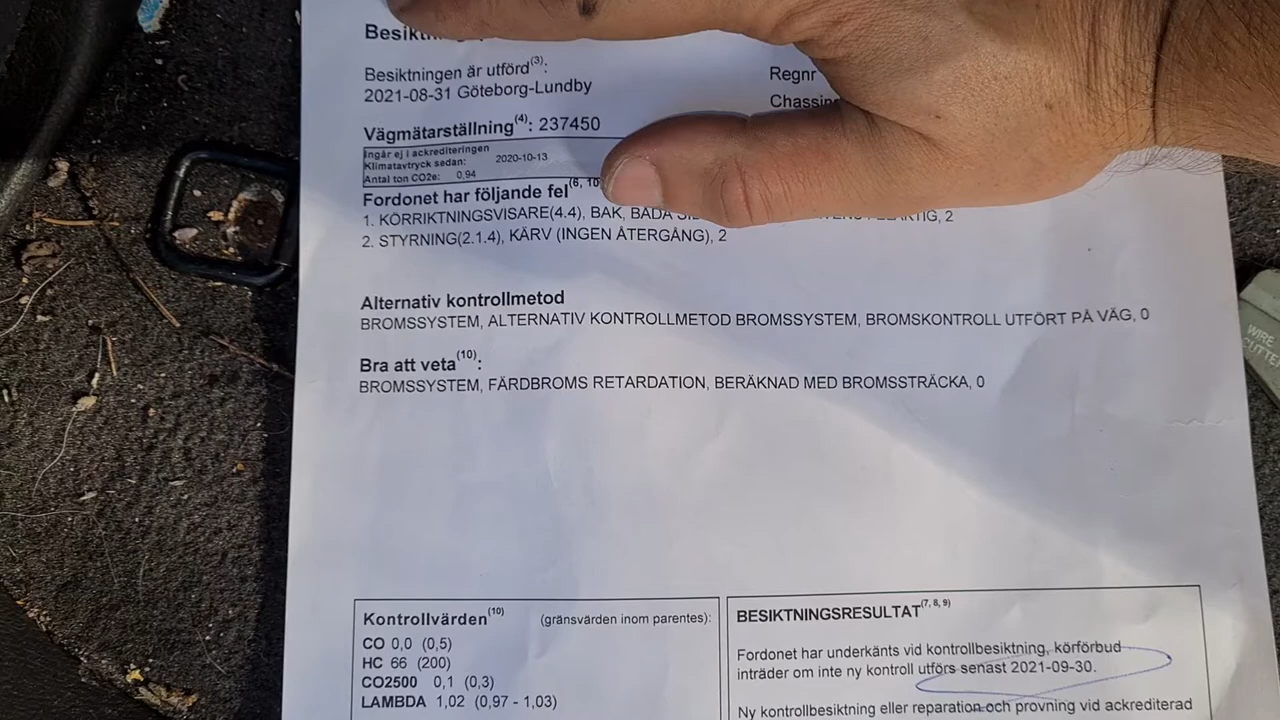 Besiktn
Besiktningen är utförd(3):
2021-08-31 Göteborg-Lundby
Regnr
Chassinr
Vägmätarställning(4): 237450
Ingår ej i ackrediteringen
Klimatavtryck sedan: 2020-10-13
Antal ton CO2e: 0,94
Fordonet har följande fel(6, 10)
1. KÖRRIKTNINGSVISARE(4.4), BAK, BÅDA 2
2. STYRNING(2.1.4), KÄRV (INGEN ÅTERGÅNG), 2
Alternativ kontrollmetod
BROMSSYSTEM, ALTERNATIV KONTROLLMETOD BROMSSYSTEM, BROMSKONTROLL UTFÖRT PÅ VÄG, 0
Bra att veta(10):
BROMSSYSTEM, FÄRDBROMS RETARDATION, BERÄKNAD MED BROMSSTRÄCKA, 0
Kontrollvärden(10) (gränsvärden inom parentes):
CO 0,0 (0,5)
HC 66 (200)
CO2500 0,1 (0,3)
LAMBDA 1,02 (0,97 - 1,03)
BESIKTNINGSRESULTAT(7, 8, 9)
Fordonet har underkänts vid kontrollbesiktning, körförbud
inträder om inte ny kontroll utförs senast 2021-09-30.
Ny kontrollbesiktning eller reparation och provning vid ackrediterad
WIRE